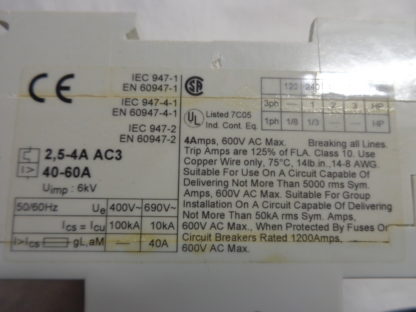 CE
IEC 947-1
EN 60947-1
IEC 947-4-1
EN 60947-4-1
IEC 947-2
EN 60947-2
2,5-4A AC3
I> 40-60A
Uimp : 6kV
50/60Hz Ue 400V~ 690V~
Ics = Icu 100kA 10kA
I>Ics gL,aM — 40A
SA
UL Listed 7C05
Ind. Cont. Eq.
120 240
3ph — 1 2 3 HP
1ph 1/8 1/3 — — HP
4Amps, 600V AC Max. Breaking all Lines.
Trip Amps are 125% of FLA. Class 10. Use
Copper Wire only, 75°C, 14lb.in.,14-8 AWG.
Suitable For Use On A Circuit Capable Of
Delivering Not More Than 5000 rms Sym.
Amps, 600V AC Max. Suitable For Group
Installation On A Circuit Capable Of Delivering
Not More Than 50kA rms Sym. Amps,
600V AC Max., When Protected By Fuses Or
Circuit Breakers Rated 1200Amps,
600V AC Max.